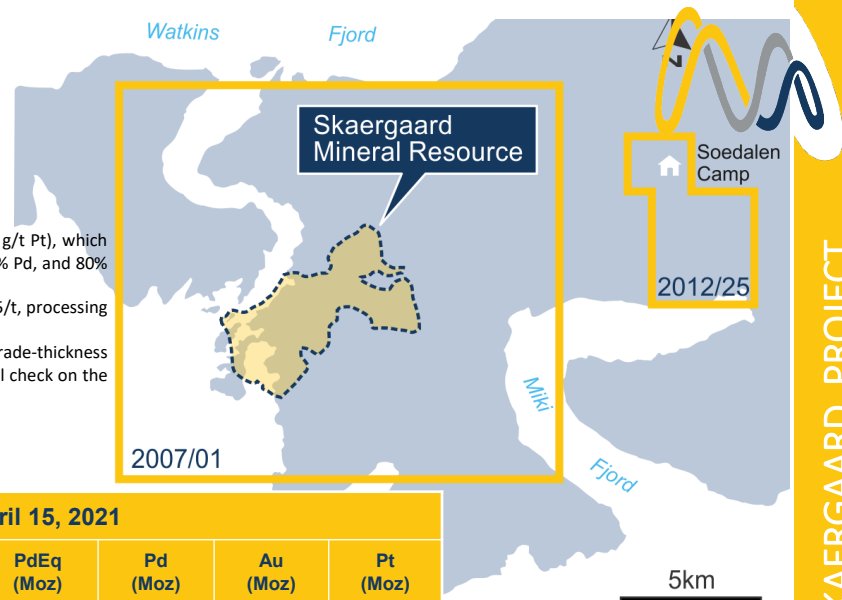 Watkins Fjord
Skaergaard
Mineral Resource
Soedalen
Camp
2012/25
g/t Pt), which
% Pd, and 80%
5/t, processing
rade-thickness
l check on the
2007/01
Miki
Fjord
ril 15, 2021
PdEq
(Moz)
Pd
(Moz)
Au
(Moz)
Pt
(Moz)
5km
KAERGAARD PROJECT